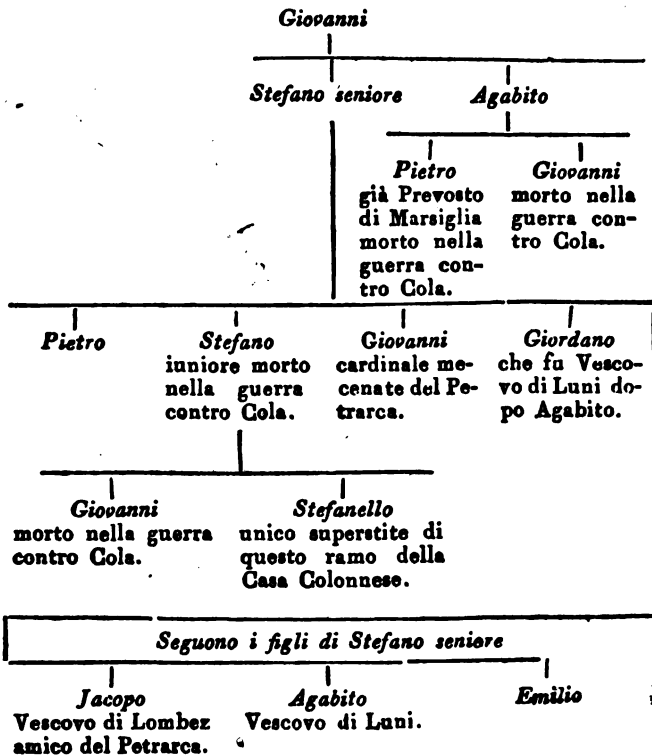 Giovanni
Stefano seniore Agabito
Pietro
già Prevosto
di Marsiglia
morto nella
guerra con-
tro Cola.
Giovanni
morto nella
guerra con-
tro Cola.
Pietro
Stefano
iuniore morto
nella guerra
contro Cola.
Giovanni
cardinale me-
cenate del Pe-
trarca.
Giordano
che fu Vesco-
vo di Luni do-
po Agabito.
Giovanni
morto nella guerra
contro Cola.
Stefanello
unico superstite di
questo ramo della
Casa Colonnese.
Seguono i figli di Stefano seniore
Jacopo
Vescovo di Lombez
amico del Petrarca.
Agabito
Vescovo di Luni.
Emilio